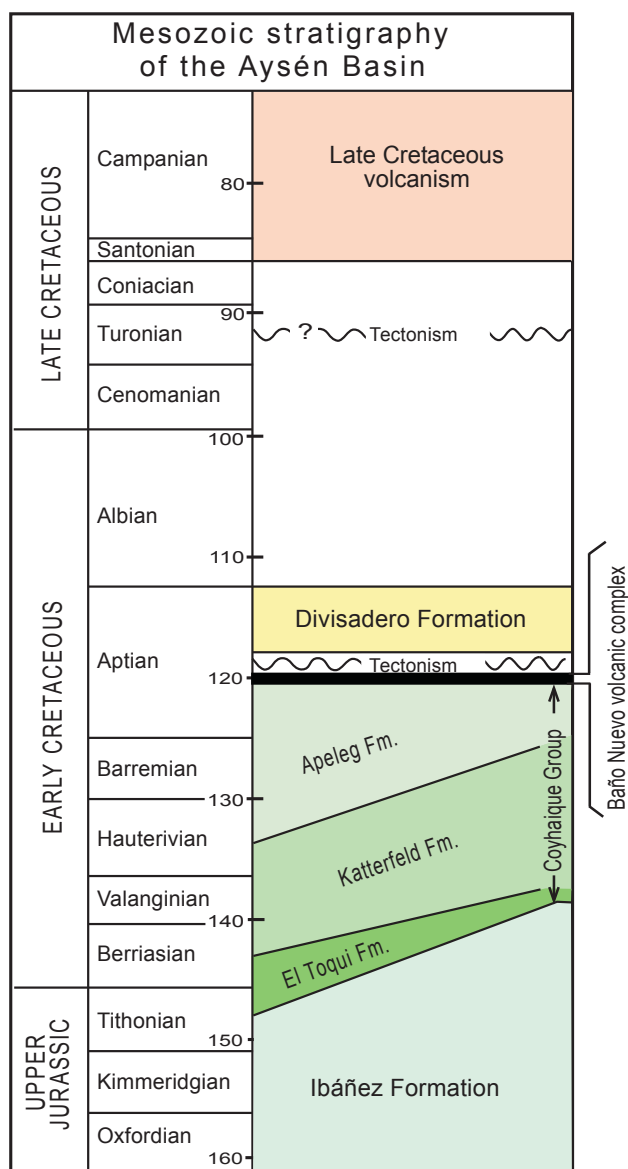 Mesozoic stratigraphy
of the Aysén Basin
LATE CRETACEOUS
Campanian
80
Late Cretaceous
volcanism
Santonian
Coniacian
90
Turonian
?
Tectonism
Cenomanian
100
EARLY CRETACEOUS
Albian
110
Divisadero Formation
Aptian
Tectonism
120
Baño Nuevo volcanic complex
Apeleg Fm.
Barremian
130
Coyhaique Group
Hauterivian
Katterfeld Fm.
Valanginian
140
Berriasian
El Toqui Fm.
UPPER
JURASSIC
Tithonian
150
Kimmeridgian
Ibáñez Formation
Oxfordian
160